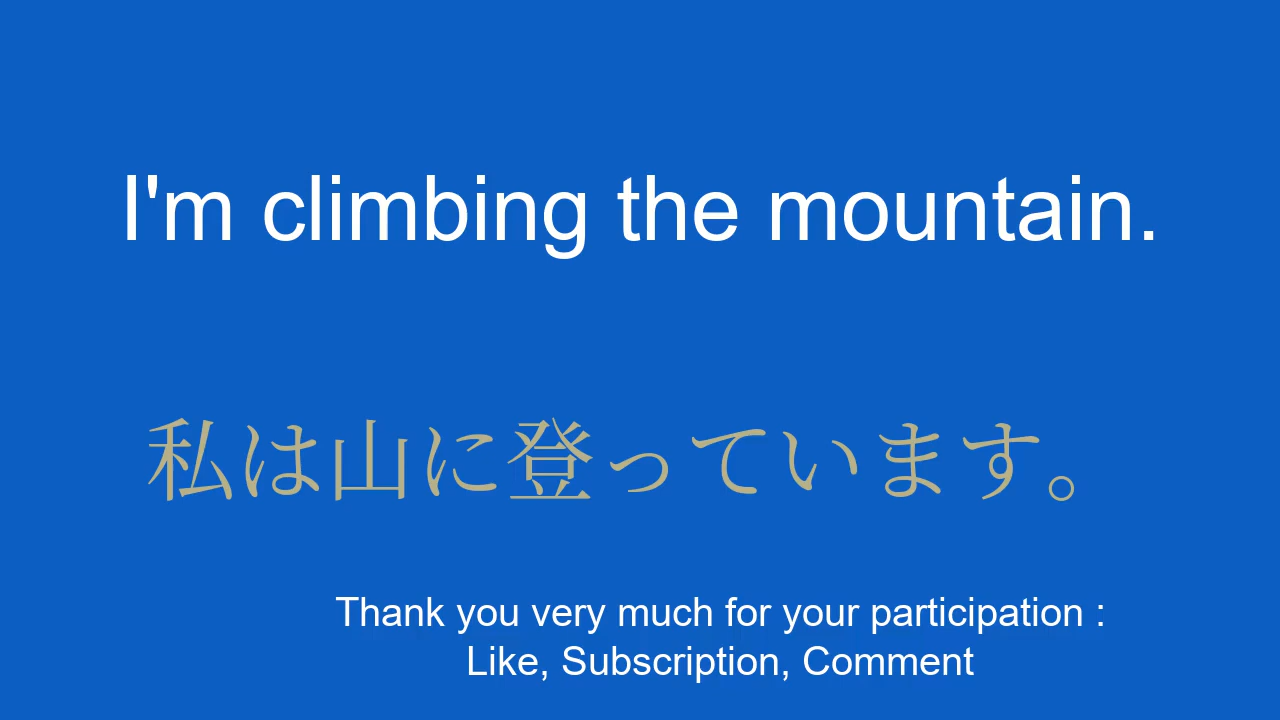 I'm climbing the mountain.
私は山に登っています。
Thank you very much for your participation :
Like, Subscription, Comment